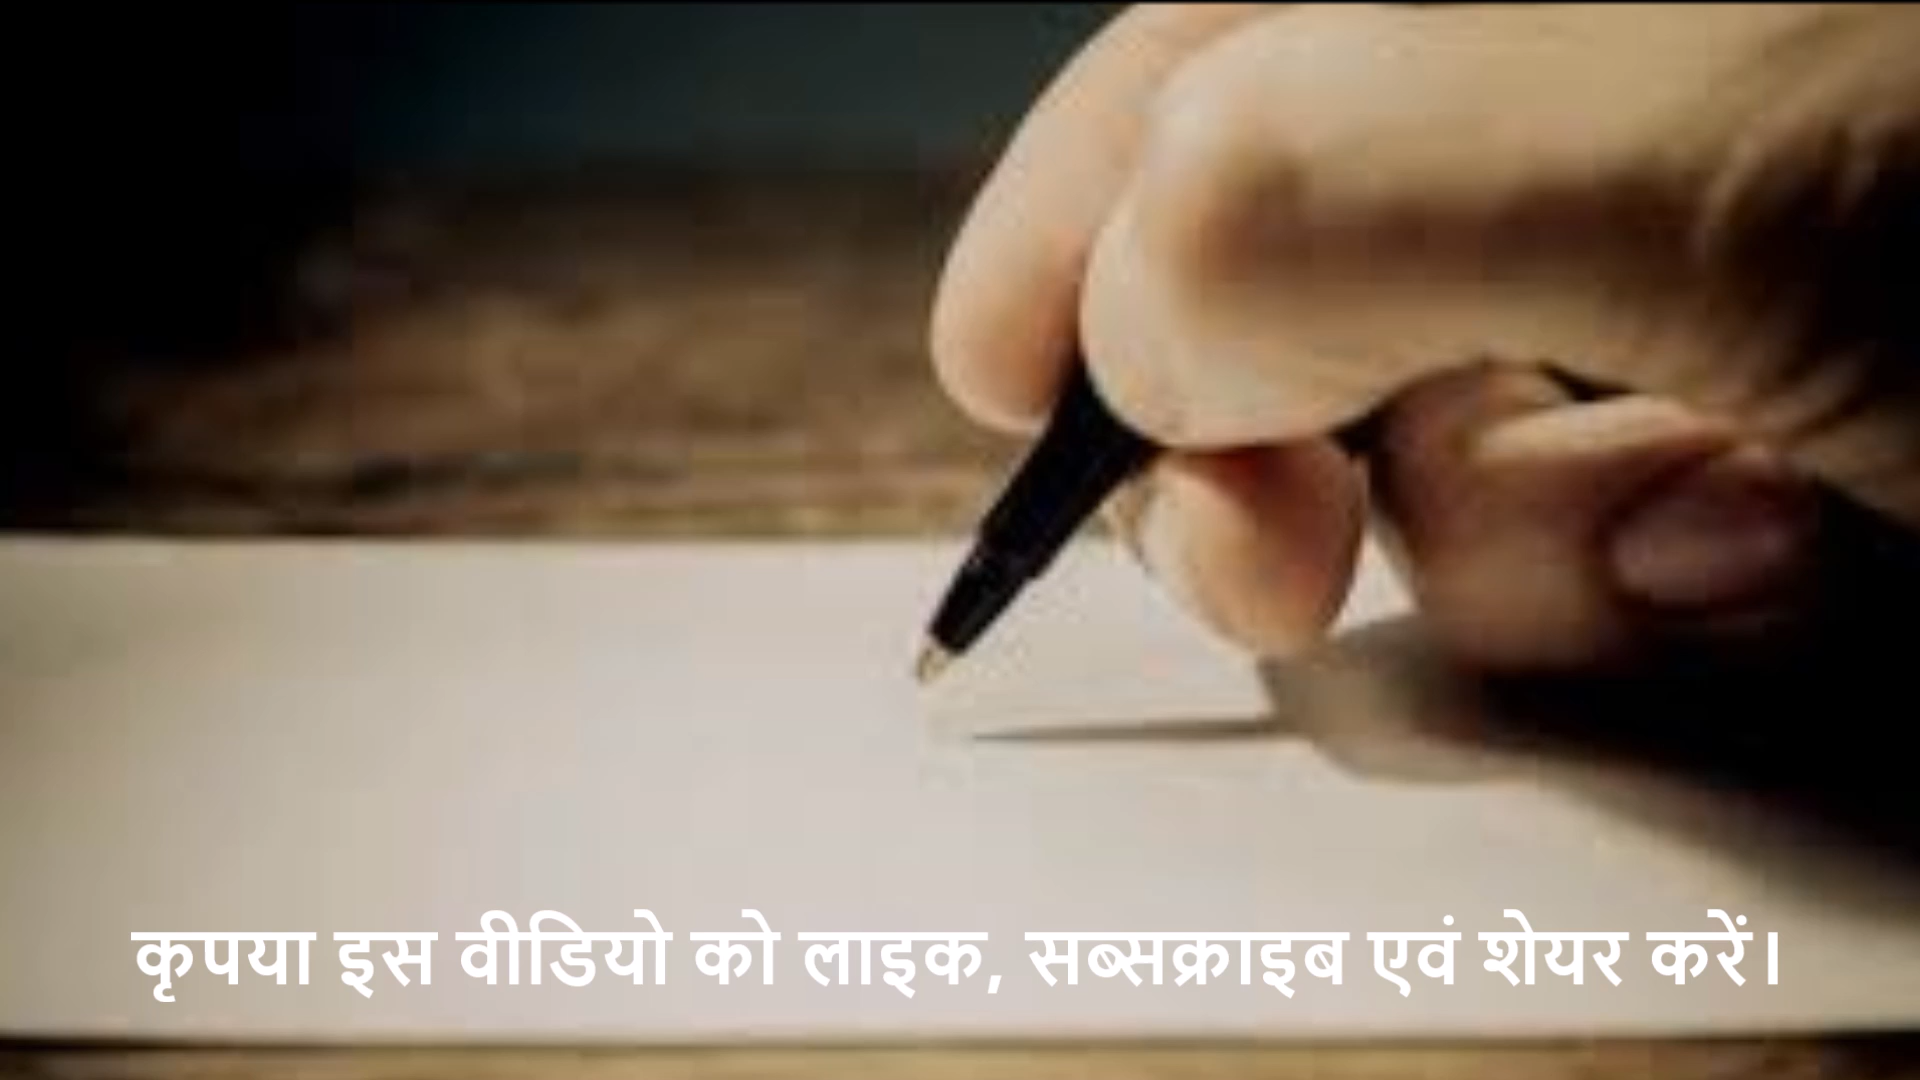 कृपया इस वीडियो को लाइक, सब्सक्राइब एवं शेयर करें।